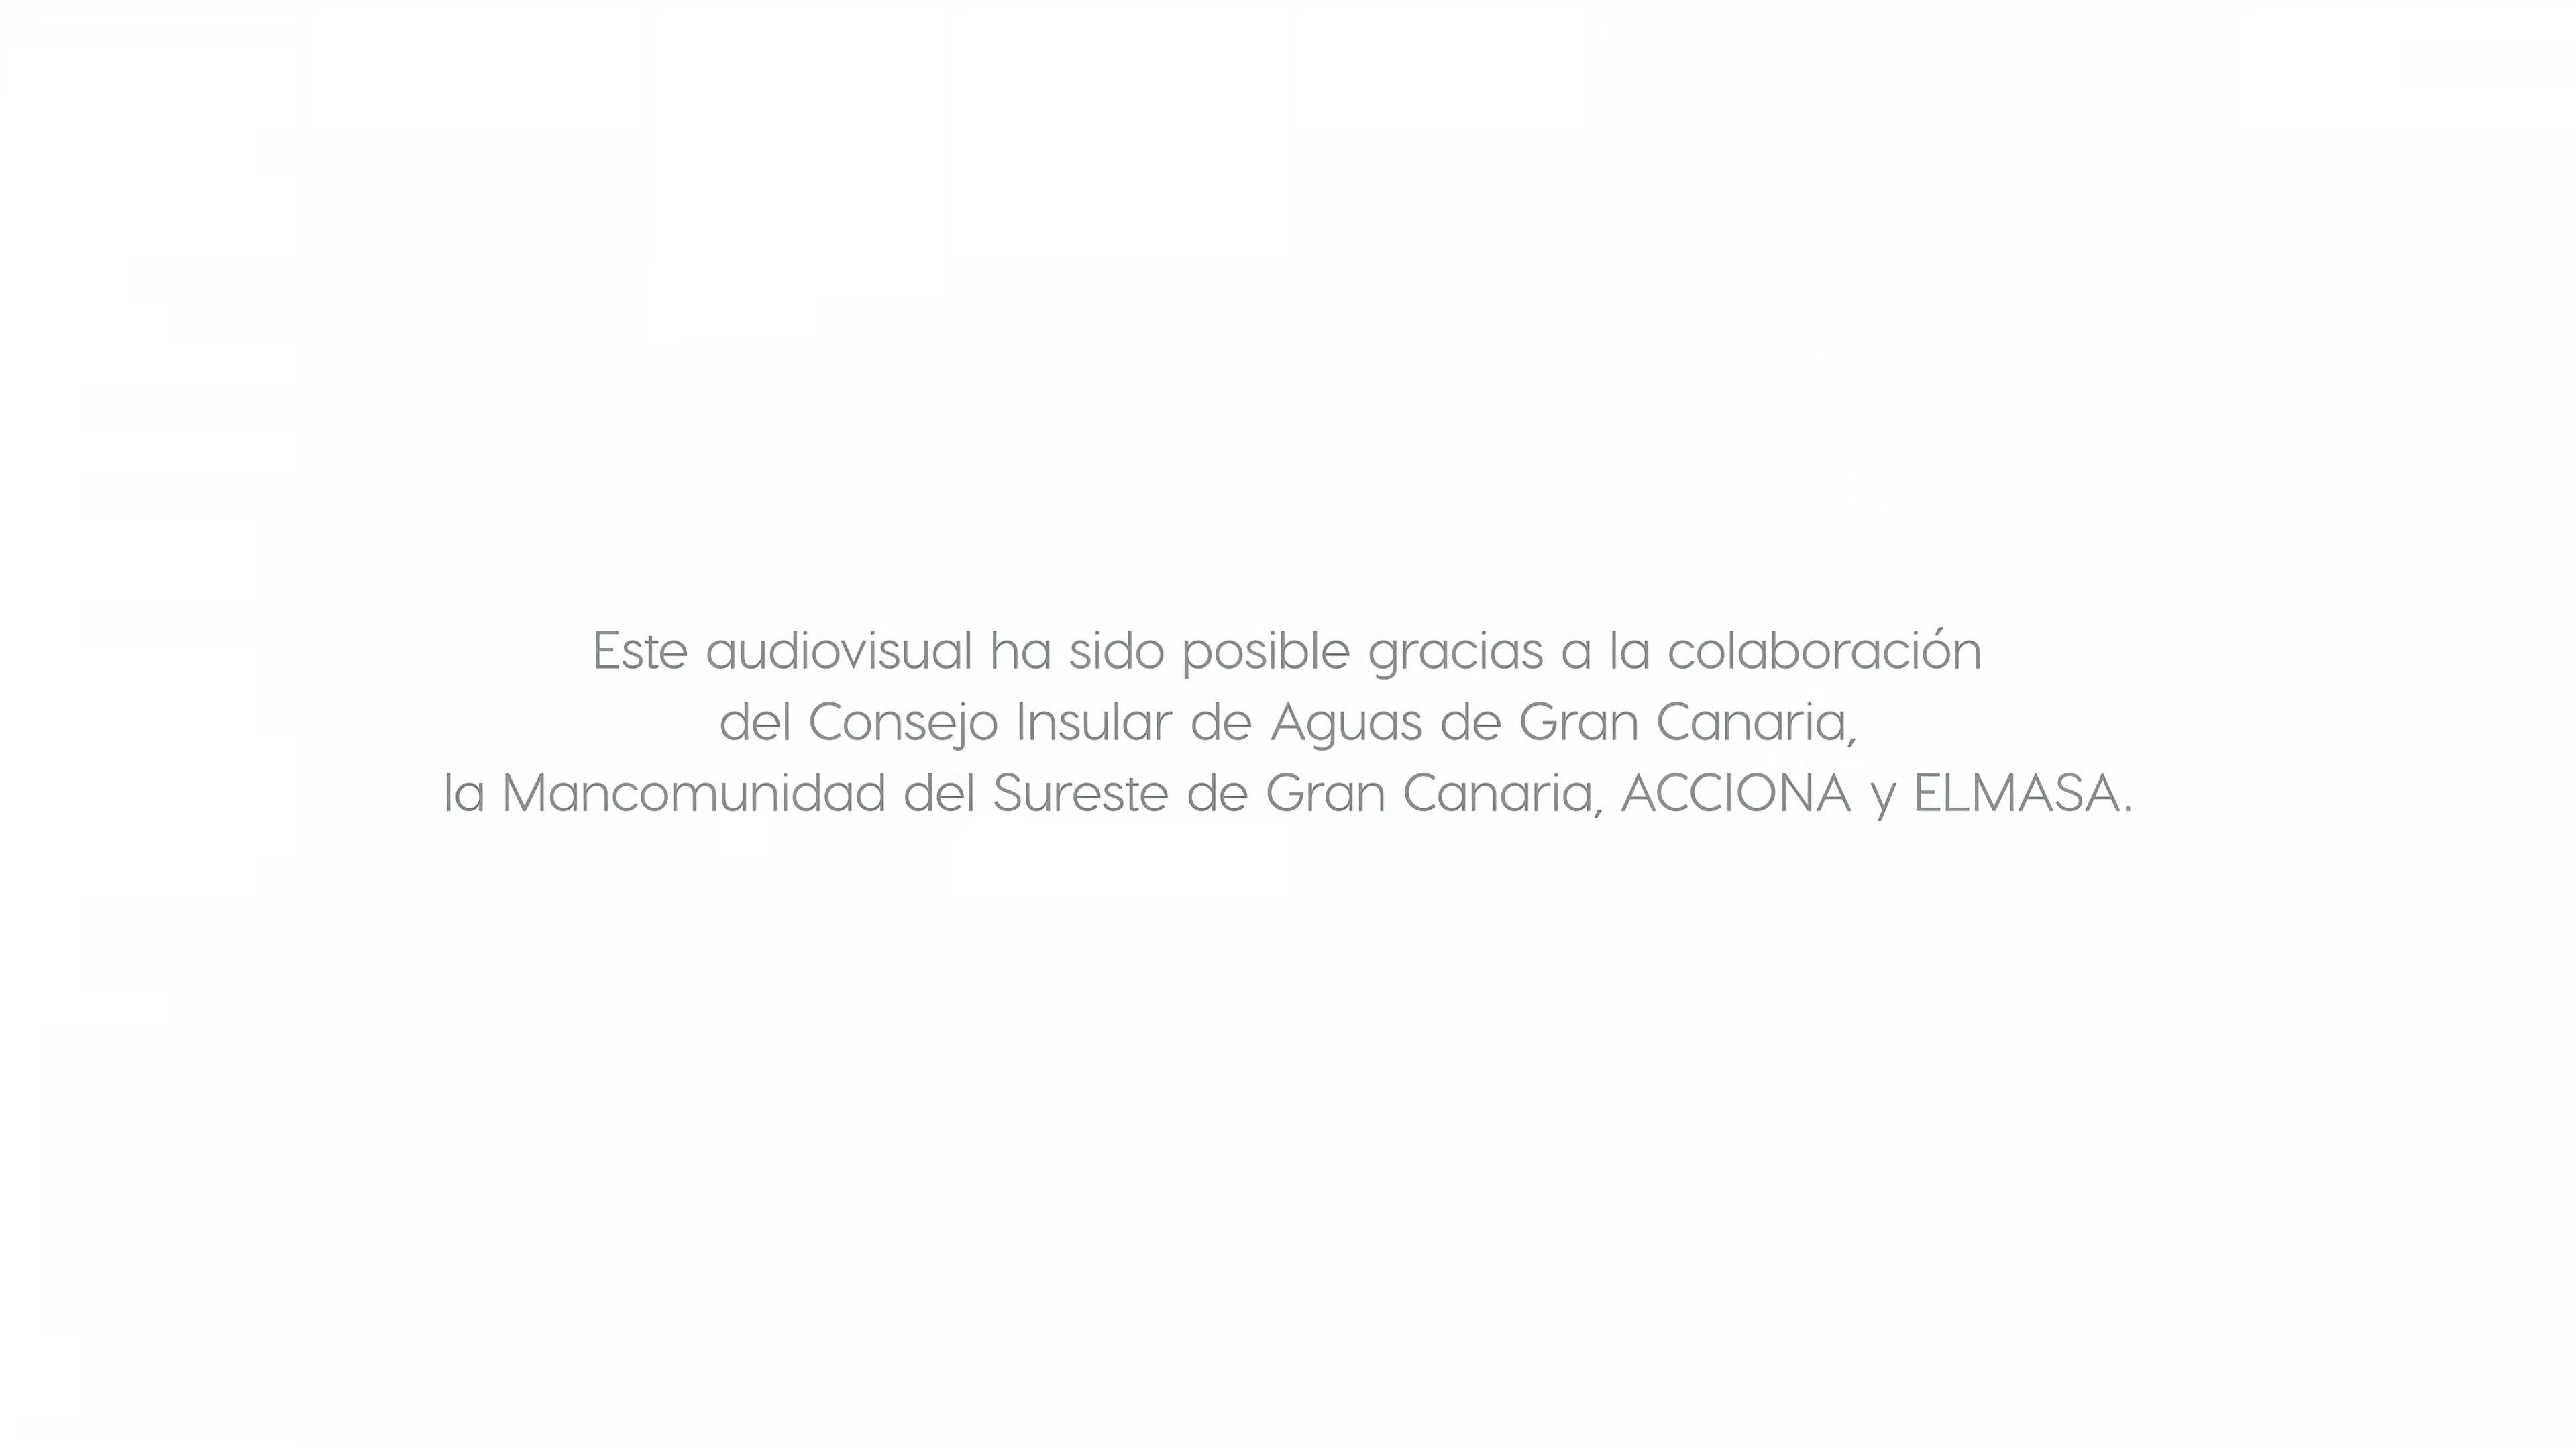 Este audiovisual ha sido posible gracias a la colaboración
del Consejo Insular de Aguas de Gran Canaria,
la Mancomunidad del Sureste de Gran Canaria, ACCIONA y ELMASA.